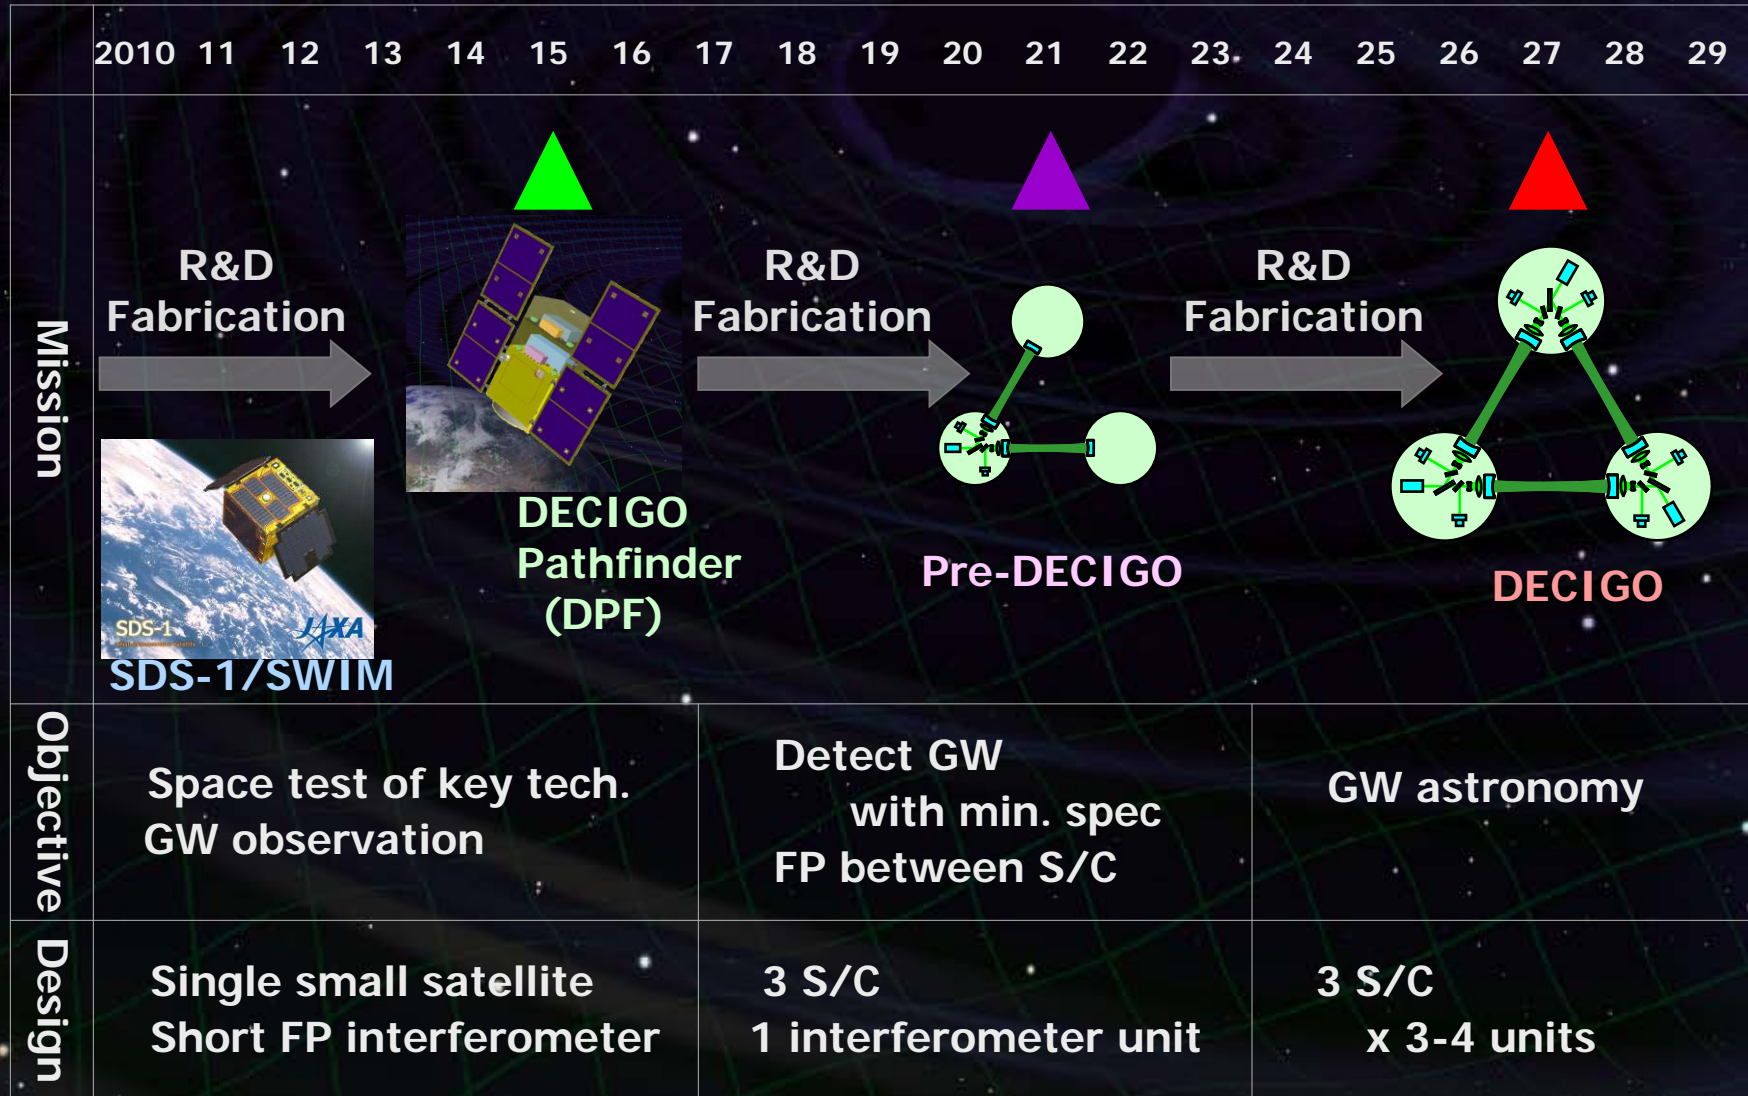 2010 11 12 13 14 15 16 17 18 19 20 21 22 23 24 25 26 27 28 29
Mission
R&D
Fabrication
R&D
Fabrication
R&D
Fabrication
SDS-1
JAXA
SDS-1/SWIM
DECIGO
Pathfinder
(DPF)
Pre-DECIGO
DECIGO
Objective
Space test of key tech.
GW observation
Detect GW
with min. spec
FP between S/C
GW astronomy
Design
Single small satellite
Short FP interferometer
3 S/C
1 interferometer unit
3 S/C
x 3-4 units